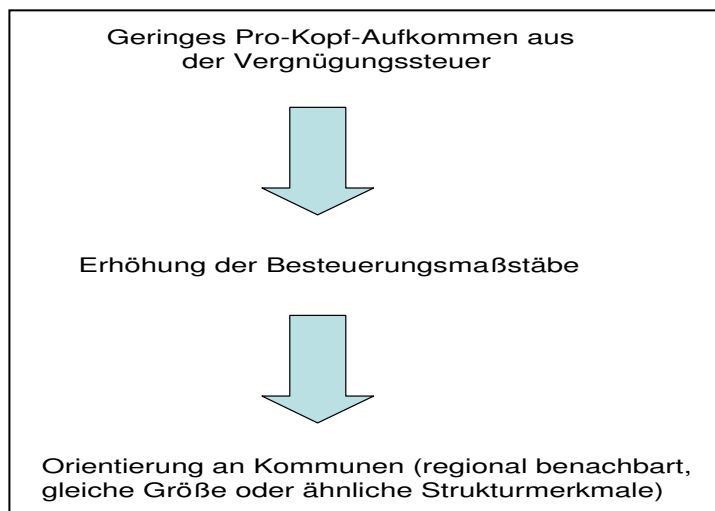 Geringes Pro-Kopf-Aufkommen aus
der Vergnügungssteuer
Erhöhung der Besteuerungsmaßstäbe
Orientierung an Kommunen (regional benachbart,
gleiche Größe oder ähnliche Strukturmerkmale)